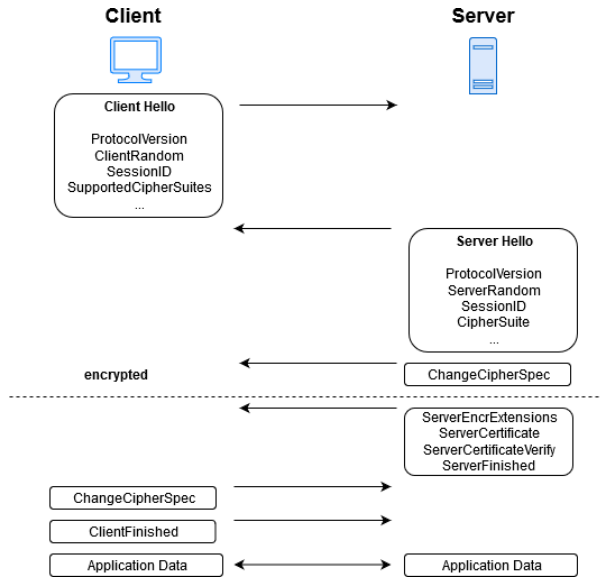 Client
Server
Client Hello
ProtocolVersion
ClientRandom
SessionID
SupportedCipherSuites
...
Server Hello
ProtocolVersion
ServerRandom
SessionID
CipherSuite
...
encrypted
ChangeCipherSpec
ServerEncrExtensions
ServerCertificate
ServerCertificateVerify
ServerFinished
ChangeCipherSpec
ClientFinished
Application Data
Application Data